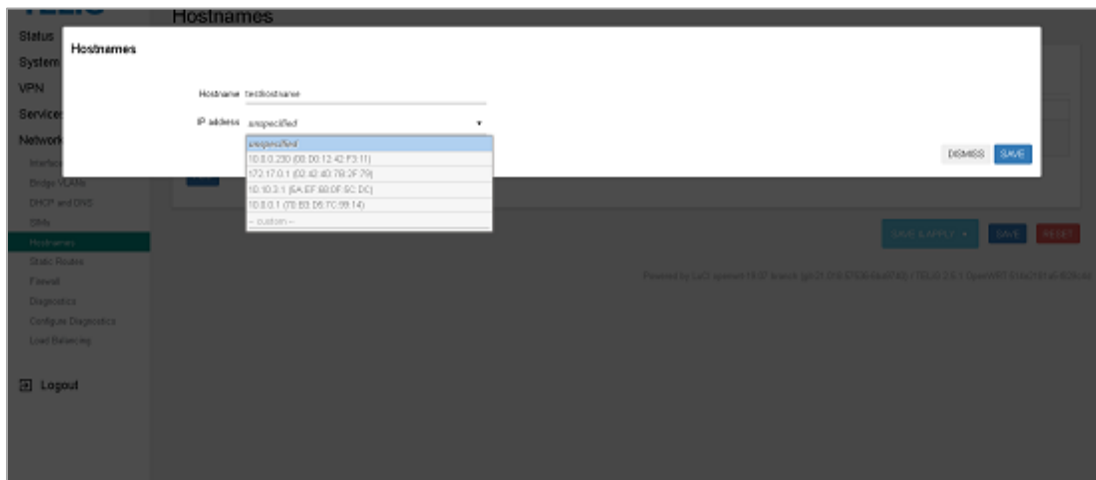 Hostnames
Status
Hostnames
System
VPN
Hostname testhostname
Services
IP address unspecified
Network
unspecified
DISMISS SAVE
10.0.0.230 (00:D0:12:42:F3:11)
172.17.0.1 (02:42:40:7B:2F:79)
Bridge VLANs
10.10.3.1 (5A:EF:68:0F:5C:DC)
DHCP and DNS
10.0.0.1 (70:B3:D5:7C:99:14)
SIMs
-- custom --
SAVE & APPLY SAVE RESET
Hostnames
Static Routes
Firewall
Diagnostics
Configure Diagnostics
Load Balancing
Logout